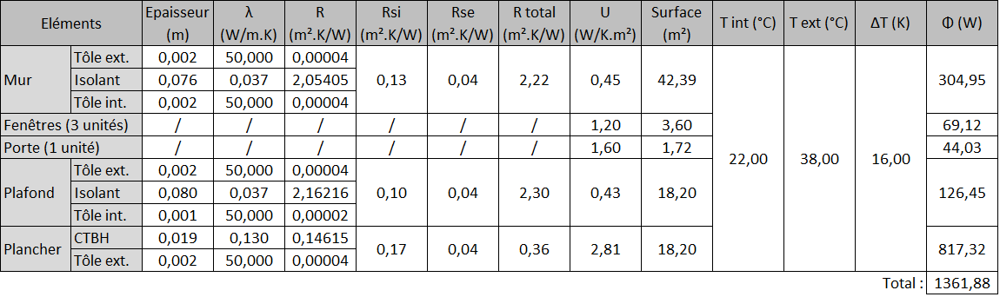 Eléments Epaisseur (m) λ (W/m.K) R (m².K/W) Rsi (m².K/W) Rse (m².K/W) R total (m².K/W) U (W/K.m²) Surface (m²) T int (°C) T ext (°C) ΔT (K) Φ (W)
Tôle ext. 0,002 50,000 0,00004
Mur Isolant 0,076 0,037 2,05405 0,13 0,04 2,22 0,45 42,39 304,95
Tôle int. 0,002 50,000 0,00004
Fenêtres (3 unités) / / / / / / 1,20 3,60 69,12
Porte (1 unité) / / / / / / 1,60 1,72 44,03
Tôle ext. 0,002 50,000 0,00004 22,00 38,00 16,00
Plafond Isolant 0,080 0,037 2,16216 0,10 0,04 2,30 0,43 18,20 126,45
Tôle int. 0,001 50,000 0,00002
Plancher CTBH 0,019 0,130 0,14615 0,17 0,04 0,36 2,81 18,20 817,32
Tôle ext. 0,002 50,000 0,00004
Total : 1361,88